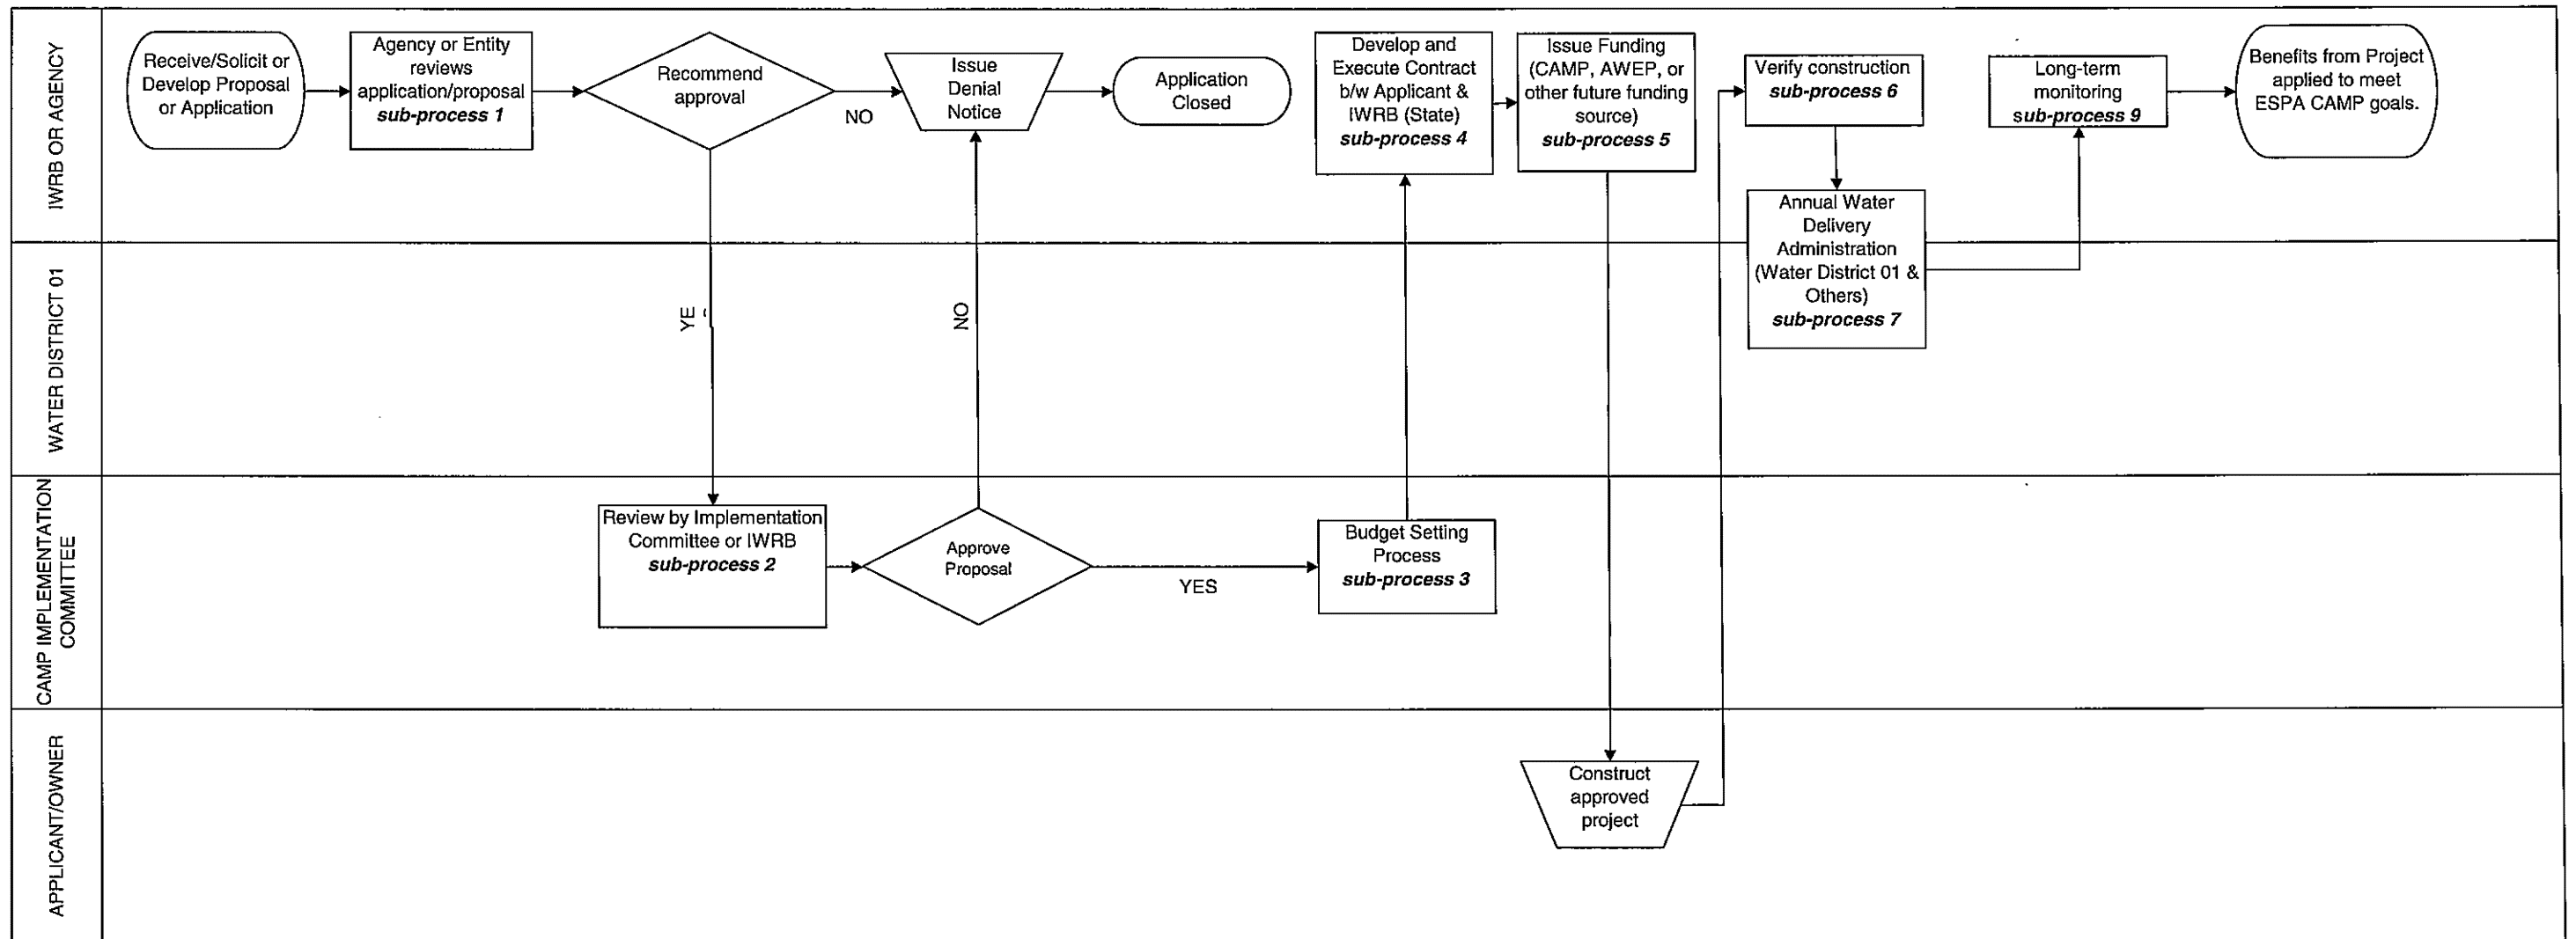 IWRB OR AGENCY
Receive/Solicit or
Develop Proposal
or Application
Agency or Entity
reviews
application/proposal
sub-process 1
Recommend
approval
NO
YE
Issue
Denial
Notice
Application
Closed
Develop and
Execute Contract
b/w Applicant &
IWRB (State)
sub-process 4
Issue Funding
(CAMP, AWEP, or
other future funding
source)
sub-process 5
Verify construction
sub-process 6
Long-term
monitoring
sub-process 9
Benefits from Project
applied to meet
ESPA CAMP goals.
WATER DISTRICT 01
NO
Annual Water
Delivery
Administration
(Water District 01 &
Others)
sub-process 7
CAMP IMPLEMENTATION
COMMITTEE
Review by Implementation
Committee or IWRB
sub-process 2
Approve
Proposal
YES
Budget Setting
Process
sub-process 3
APPLICANT/OWNER
Construct
approved
project